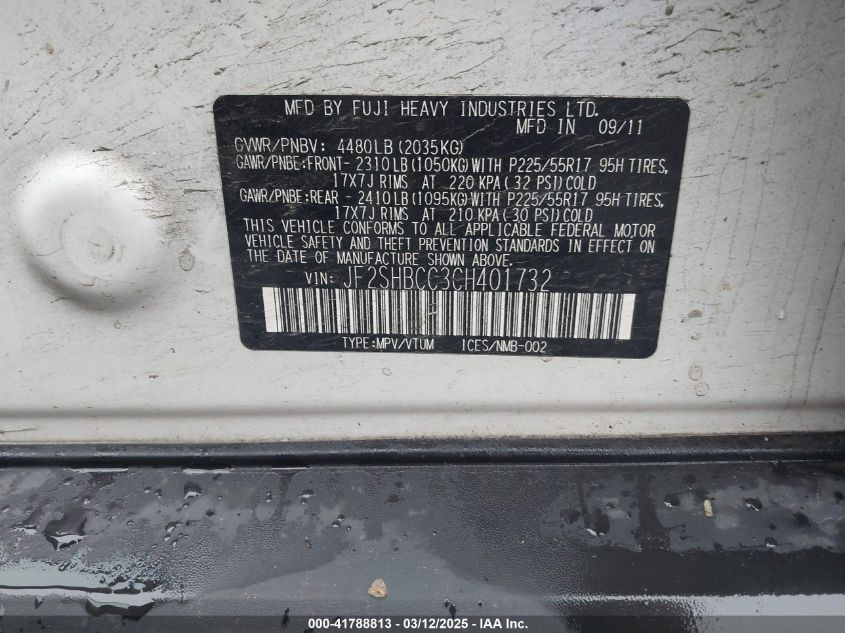 MFD BY FUJI HEAVY INDUSTRIES LTD.
MFD IN 09/11
GVWR/PNBV: 4480LB(2035KG)
GAWR/PNBE:FRONT- 2310LB(1050KG)WITH P225/55R17 95H TIRES,
17X7J RIMS AT 220 KPA(32 PSI)COLD
GAWR/PNBE:REAR - 2410LB(1095KG)WITH P225/55R17 95H TIRES,
17X7J RIMS AT 210 KPA(30 PSI)COLD
THIS VEHICLE CONFORMS TO ALL APPLICABLE FEDERAL MOTOR
VEHICLE SAFETY AND THEFT PREVENTION STANDARDS IN EFFECT ON
THE DATE OF MANUFACTURE SHOWN ABOVE.
VIN: JF2SHBCC3CH401732
TYPE:MPV/VTUM ICES/NMB-002
000-41788813 - 03/12/2025 - IAA Inc.